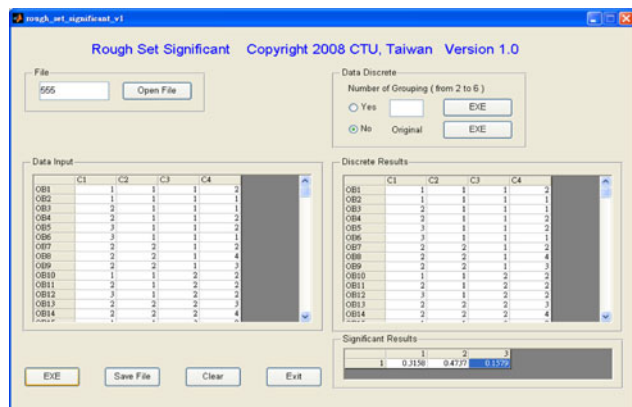 rough_set_significant_v1
Rough Set Significant Copyright 2008 CTU, Taiwan Version 1.0
File
555
Open File
Data Discrete
Number of Grouping ( from 2 to 6 )
Yes EXE
No Original EXE
Data Input
C1 C2 C3 C4
OB1 1 1 1 2
OB2 1 1 1 1
OB3 2 1 1 1
OB4 2 1 1 2
OB5 3 1 1 2
OB6 3 1 1 1
OB7 2 2 1 2
OB8 2 2 1 4
OB9 2 2 1 3
OB10 1 1 2 2
OB11 2 1 2 2
OB12 3 1 2 2
OB13 2 2 2 3
OB14 2 2 2 4
Discrete Results
C1 C2 C3 C4
OB1 1 1 1 2
OB2 1 1 1 1
OB3 2 1 1 1
OB4 2 1 1 2
OB5 3 1 1 2
OB6 3 1 1 1
OB7 2 2 1 2
OB8 2 2 1 4
OB9 2 2 1 3
OB10 1 1 2 2
OB11 2 1 2 2
OB12 3 1 2 2
OB13 2 2 2 3
OB14 2 2 2 4
Significant Results
1 2 3
1 0.3158 0.4737 0.1579
EXE
Save File
Clear
Exit